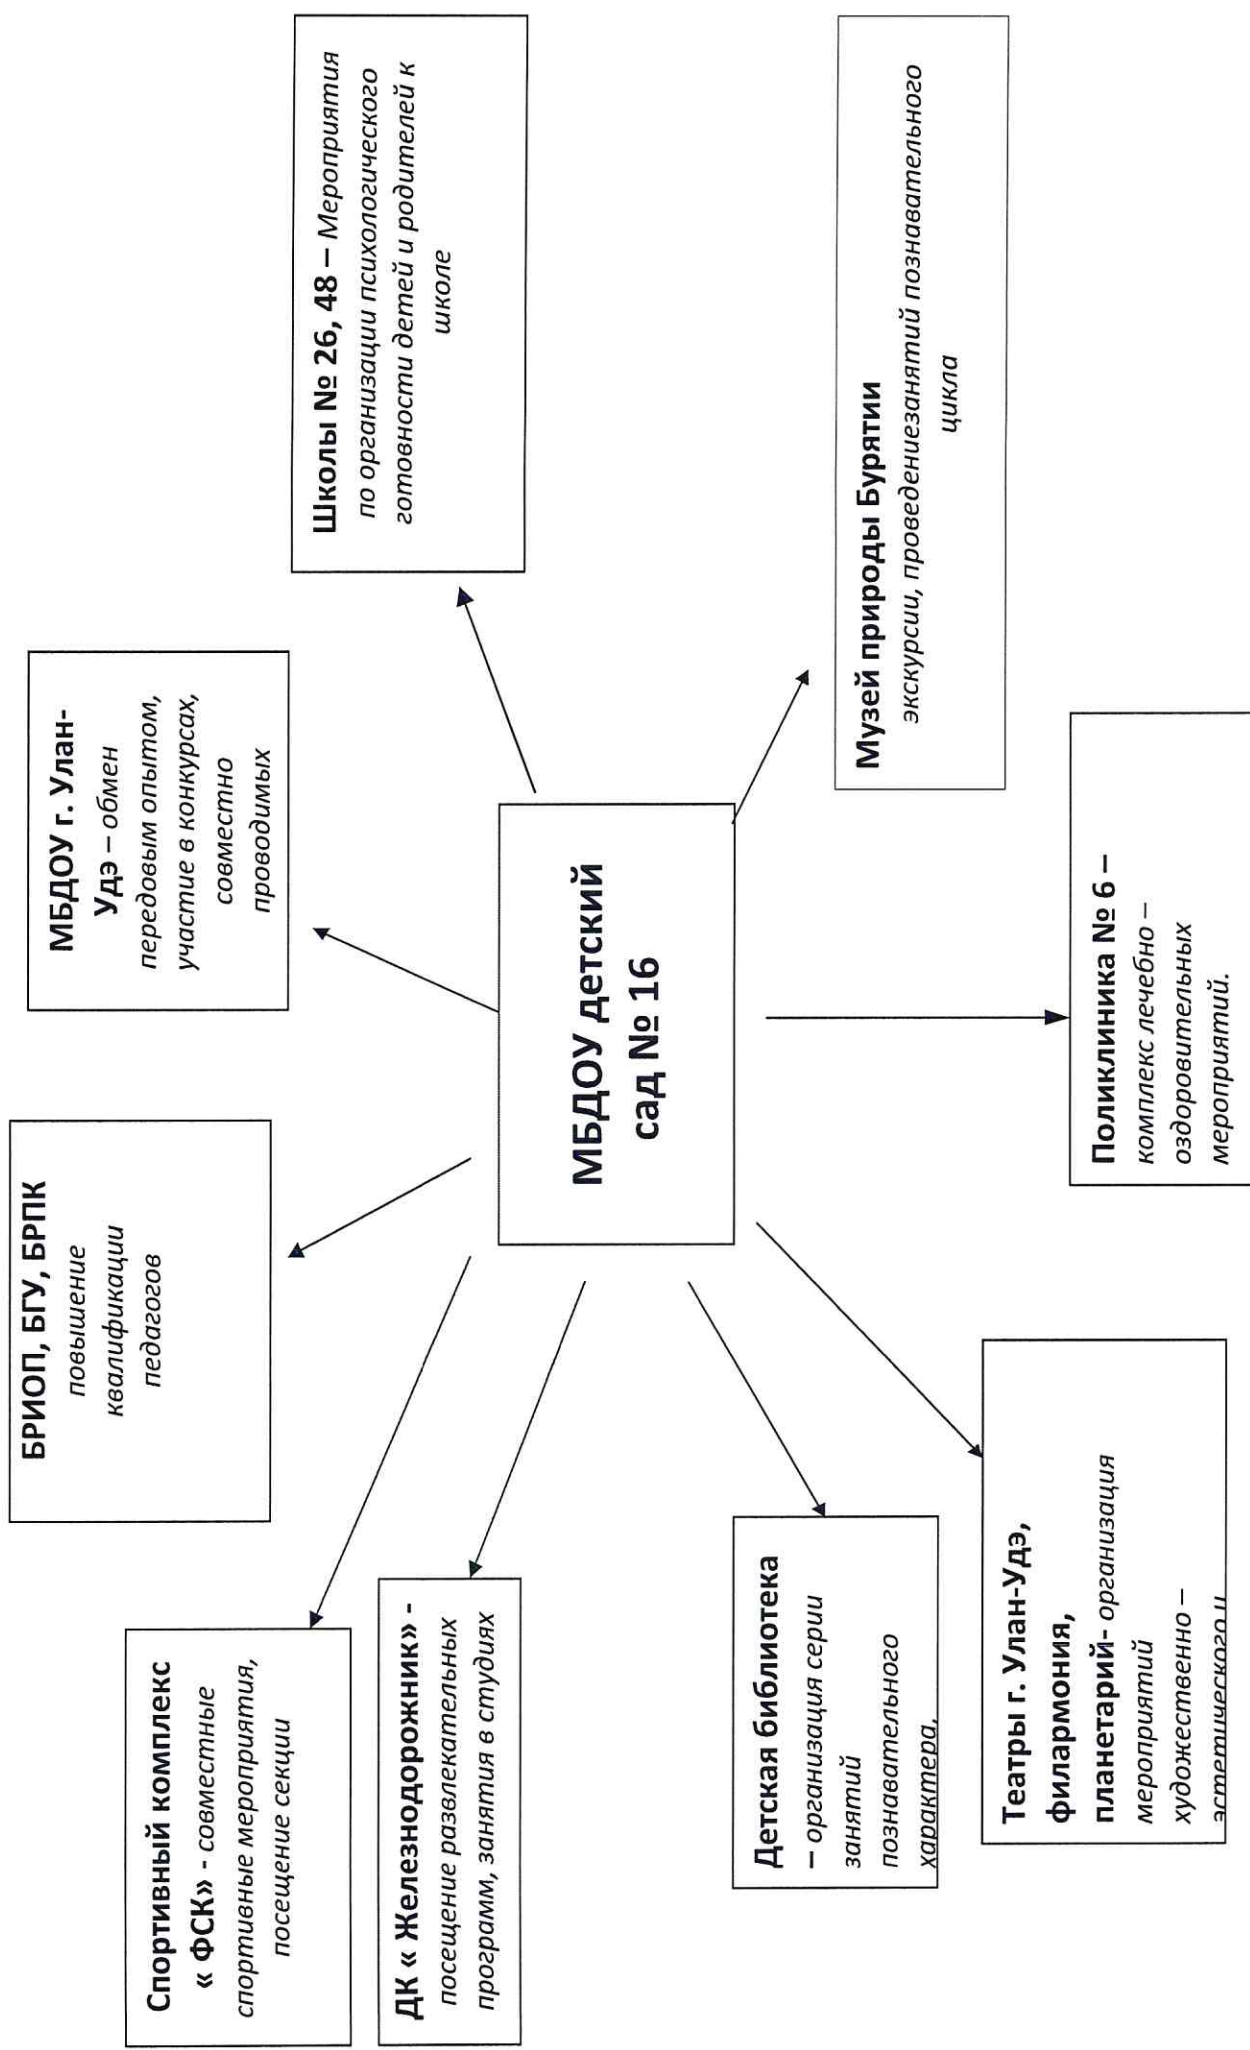 Спортивный комплекс
« ФСК» - совместные
спортивные мероприятия,
посещение секции
БРИОП, БГУ, БРПК
повышение
квалификации
педагогов
МБДОУ г. Улан-
Удэ – обмен
передовым опытом,
участие в конкурсах,
совместно
проводимых
Школы № 26, 48 – Мероприятия
по организации психологического
готовности детей и родителей к
школе
ДК « Железнодорожник» -
посещение развлекательных
программ, занятия в студиях
МБДОУ детский
сад № 16
Детская библиотека
– организация серии
занятий
познавательного
характера.
Музей природы Бурятии
экскурсии, проведениезанятий познавательного
цикла
Театры г. Улан-Удэ,
филармония,
планетарий- организация
мероприятий
художественно –
эстетического и
Поликлиника № 6 –
комплекс лечебно –
оздоровительных
мероприятий.